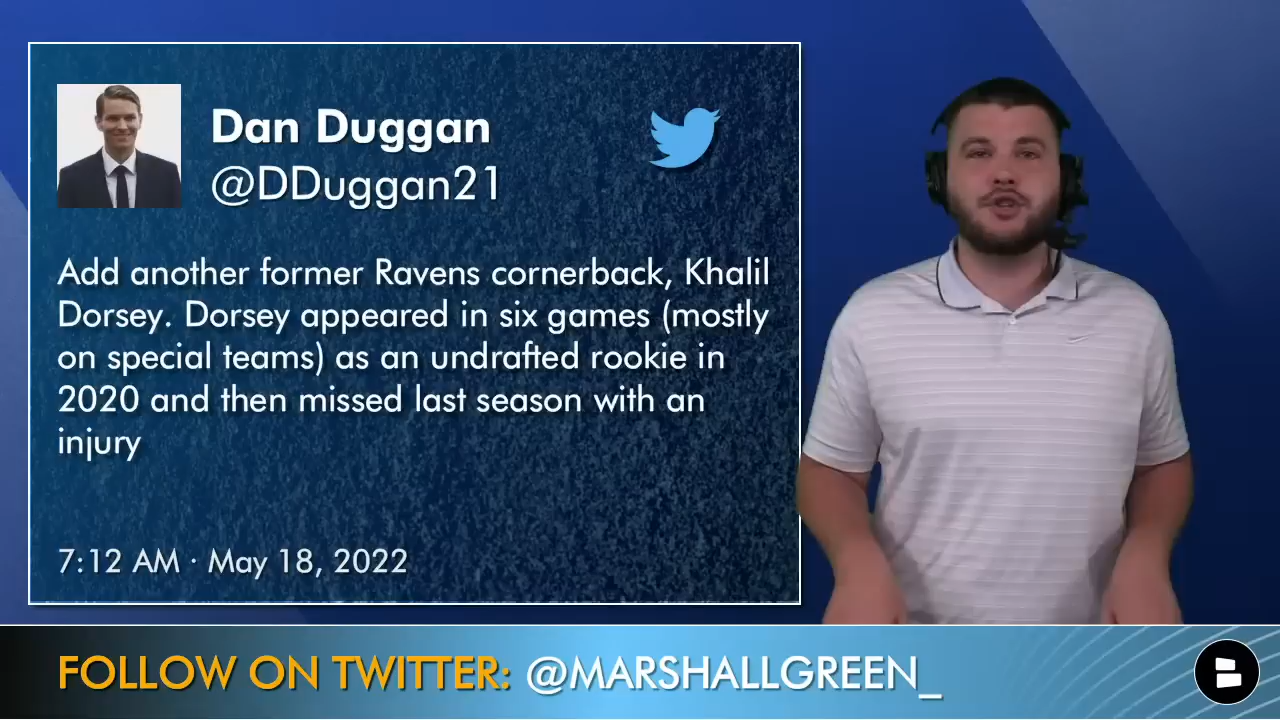 Dan Duggan
@DDuggan21
Add another former Ravens cornerback, Khalil
Dorsey. Dorsey appeared in six games (mostly
on special teams) as an undrafted rookie in
2020 and then missed last season with an
injury
7:12 AM · May 18, 2022
FOLLOW ON TWITTER: @MARSHALLGREEN_